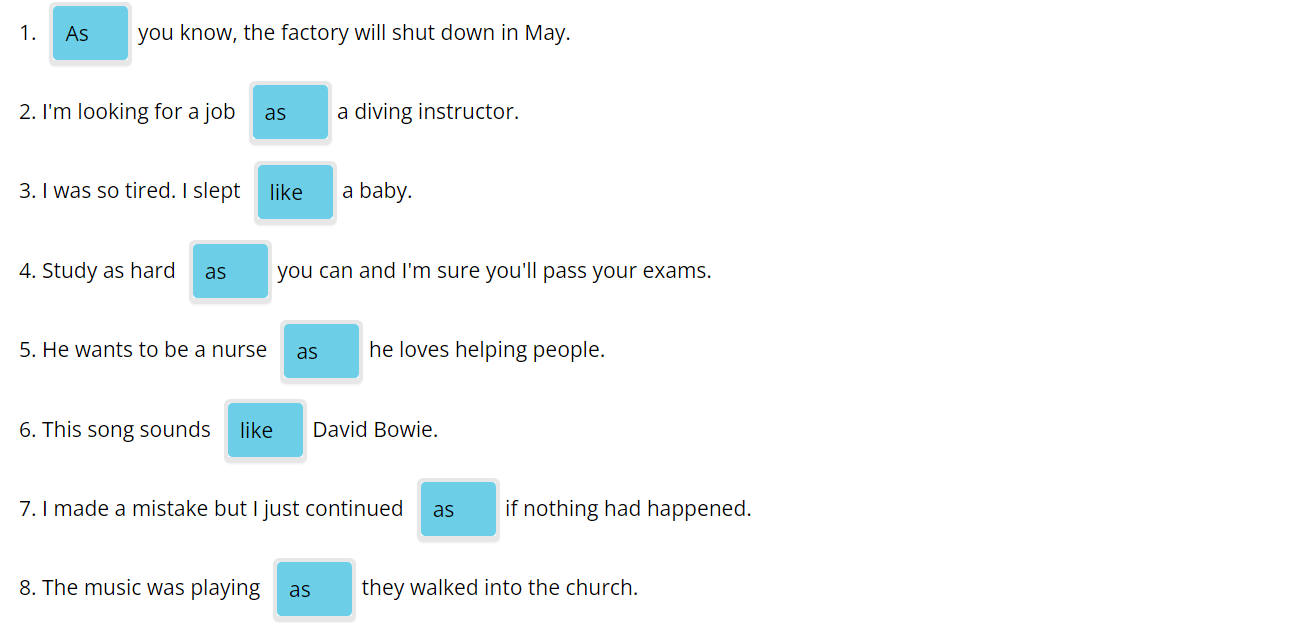 1. As you know, the factory will shut down in May.
2. I'm looking for a job as a diving instructor.
3. I was so tired. I slept like a baby.
4. Study as hard as you can and I'm sure you'll pass your exams.
5. He wants to be a nurse as he loves helping people.
6. This song sounds like David Bowie.
7. I made a mistake but I just continued as if nothing had happened.
8. The music was playing as they walked into the church.